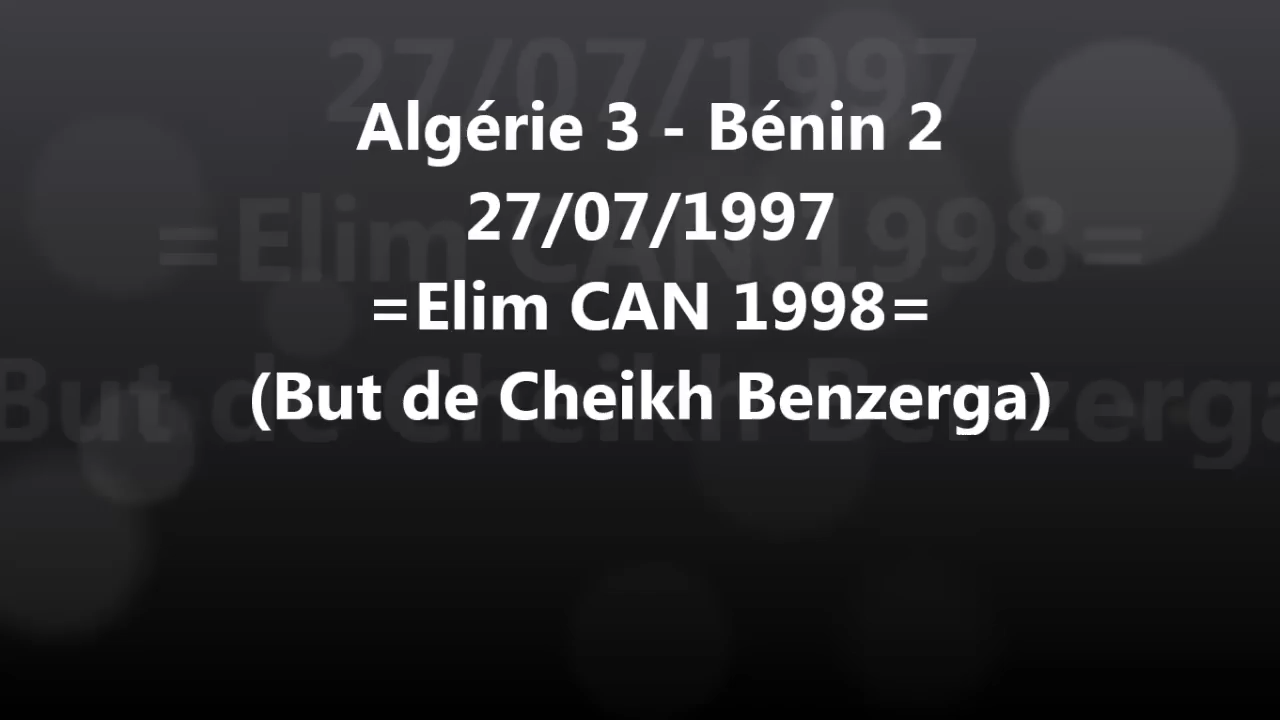 Algérie 3 - Bénin 2
27/07/1997
=Elim CAN 1998=
(But de Cheikh Benzerga)